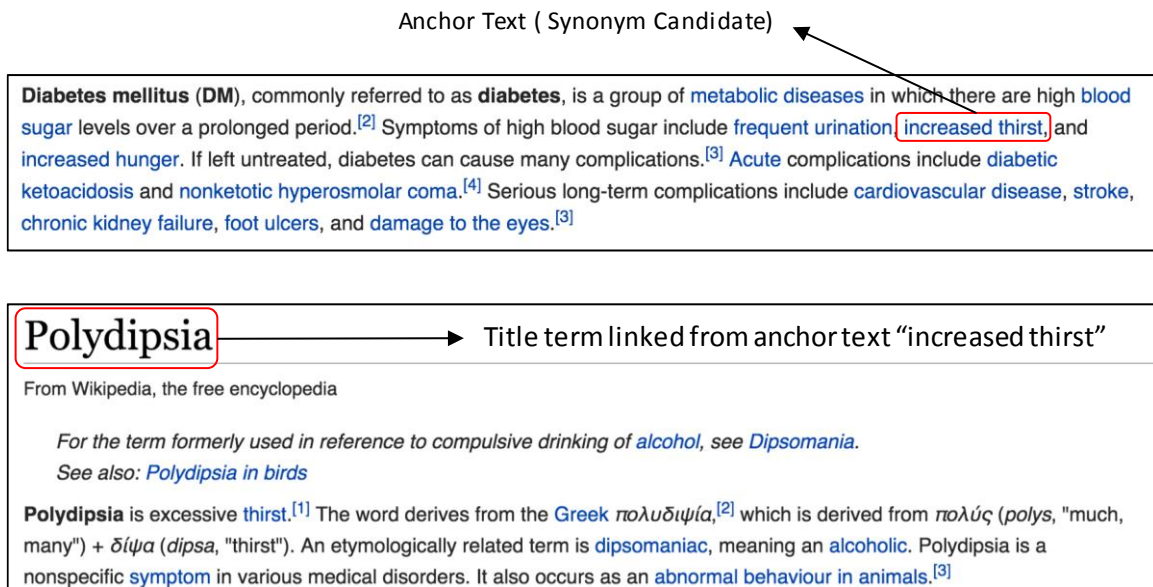 Anchor Text ( Synonym Candidate)
Diabetes mellitus (DM), commonly referred to as diabetes, is a group of metabolic diseases in which there are high blood
sugar levels over a prolonged period.[2] Symptoms of high blood sugar include frequent urination, increased thirst, and
increased hunger. If left untreated, diabetes can cause many complications.[3] Acute complications include diabetic
ketoacidosis and nonketotic hyperosmolar coma.[4] Serious long-term complications include cardiovascular disease, stroke,
chronic kidney failure, foot ulcers, and damage to the eyes.[3]
Polydipsia
Title term linked from anchor text “increased thirst”
From Wikipedia, the free encyclopedia
For the term formerly used in reference to compulsive drinking of alcohol, see Dipsomania.
See also: Polydipsia in birds
Polydipsia is excessive thirst.[1] The word derives from the Greek πολυδιψία,[2] which is derived from πολύς (polys, "much,
many") + δίψα (dipsa, "thirst"). An etymologically related term is dipsomaniac, meaning an alcoholic. Polydipsia is a
nonspecific symptom in various medical disorders. It also occurs as an abnormal behaviour in animals.[3]